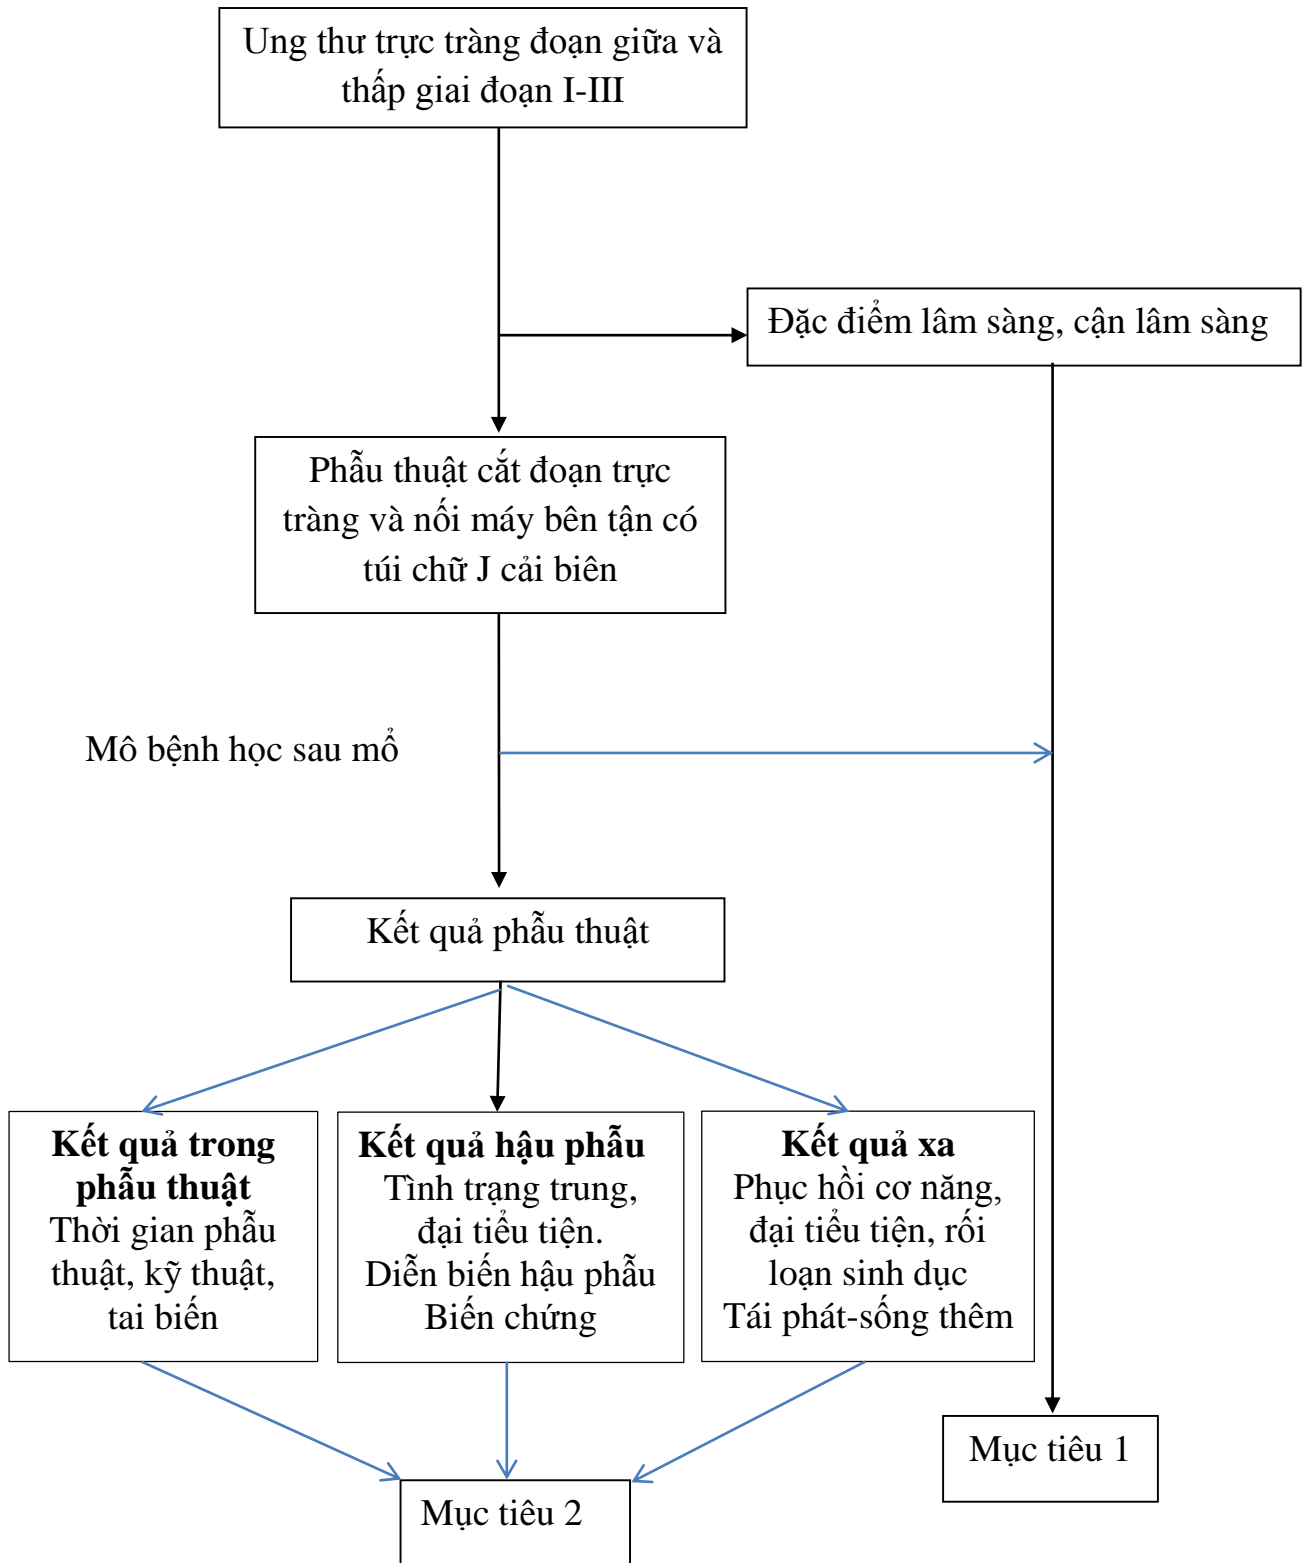 Ung thư trực tràng đoạn giữa và
thấp giai đoạn I-III
Đặc điểm lâm sàng, cận lâm sàng
Phẫu thuật cắt đoạn trực
tràng và nối máy bên tận có
túi chữ J cải biên
Mô bệnh học sau mổ
Kết quả phẫu thuật
Kết quả trong
phẫu thuật
Thời gian phẫu
thuật, kỹ thuật,
tai biến
Kết quả hậu phẫu
Tình trạng trung,
đại tiểu tiện.
Diễn biến hậu phẫu
Biến chứng
Kết quả xa
Phục hồi cơ năng,
đại tiểu tiện, rối
loạn sinh dục
Tái phát-sống thêm
Mục tiêu 1
Mục tiêu 2